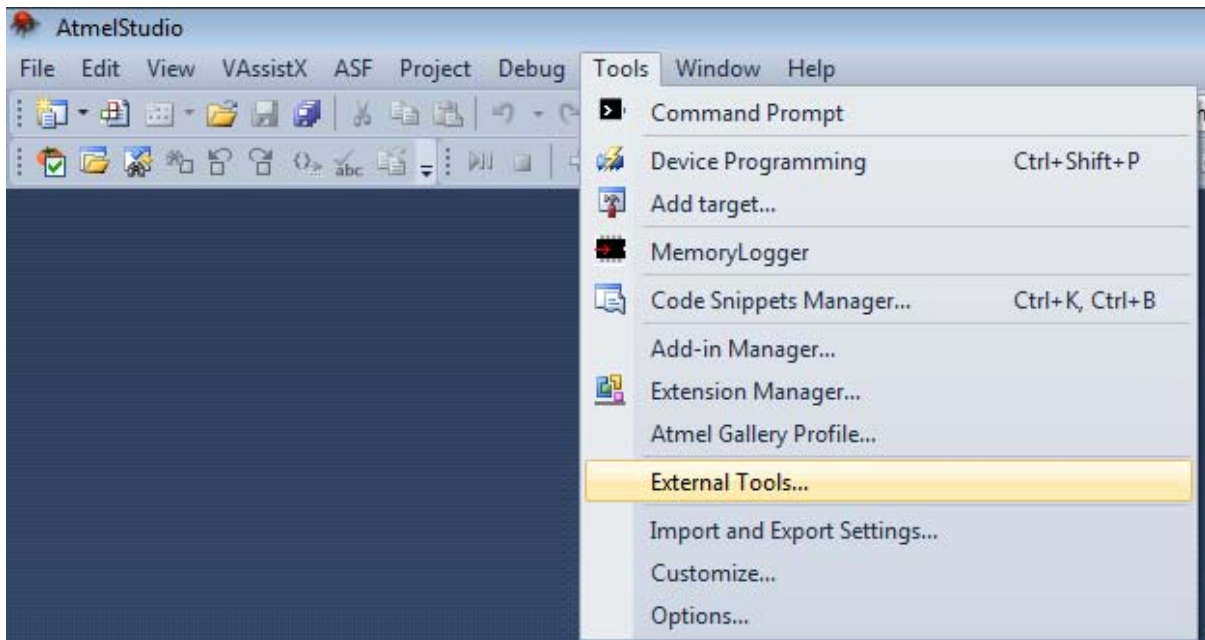 AtmelStudio
File Edit View VAssistX ASF Project Debug Tools Window Help
Command Prompt
Device Programming Ctrl+Shift+P
Add target...
MemoryLogger
Code Snippets Manager... Ctrl+K, Ctrl+B
Add-in Manager...
Extension Manager...
Atmel Gallery Profile...
External Tools...
Import and Export Settings...
Customize...
Options...